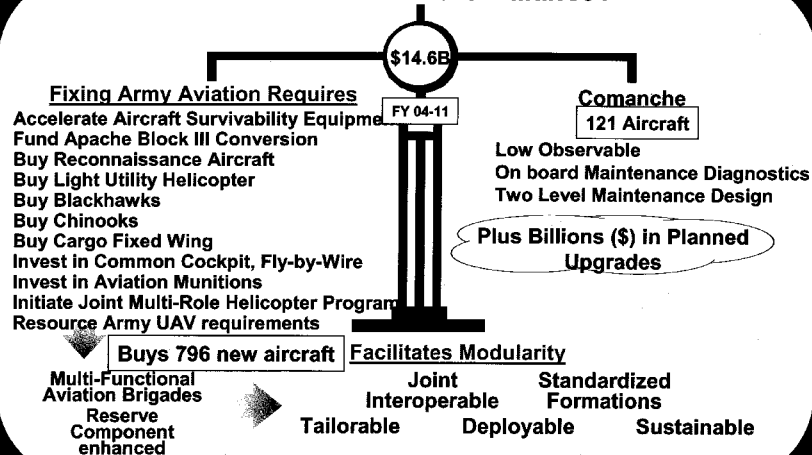 $14.6B
FY 04-11
Fixing Army Aviation Requires
Accelerate Aircraft Survivability Equipme
Fund Apache Block III Conversion
Buy Reconnaissance Aircraft
Buy Light Utility Helicopter
Buy Blackhawks
Buy Chinooks
Buy Cargo Fixed Wing
Invest in Common Cockpit, Fly-by-Wire
Invest in Aviation Munitions
Initiate Joint Multi-Role Helicopter Program
Resource Army UAV requirements
Comanche
121 Aircraft
Low Observable
On board Maintenance Diagnostics
Two Level Maintenance Design
Plus Billions ($) in Planned
Upgrades
Buys 796 new aircraft
Multi-Functional
Aviation Brigades
Reserve
Component
enhanced
Facilitates Modularity
Joint
Interoperable
Standardized
Formations
Tailorable
Deployable
Sustainable